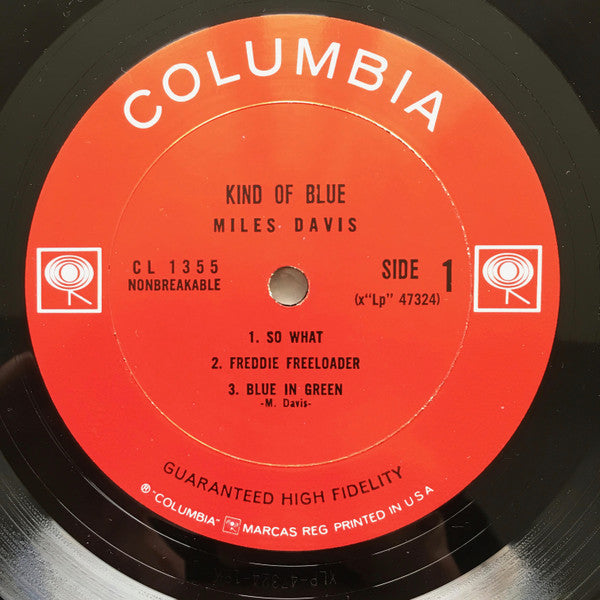 COLUMBIA
KIND OF BLUE
MILES DAVIS
CL 1355
NONBREAKABLE
SIDE 1
(x"Lp" 47324)
1. SO WHAT
2. FREDDIE FREELOADER
3. BLUE IN GREEN
-M. Davis-
GUARANTEED HIGH FIDELITY
® "COLUMBIA" MARCAS REG PRINTED IN U S A